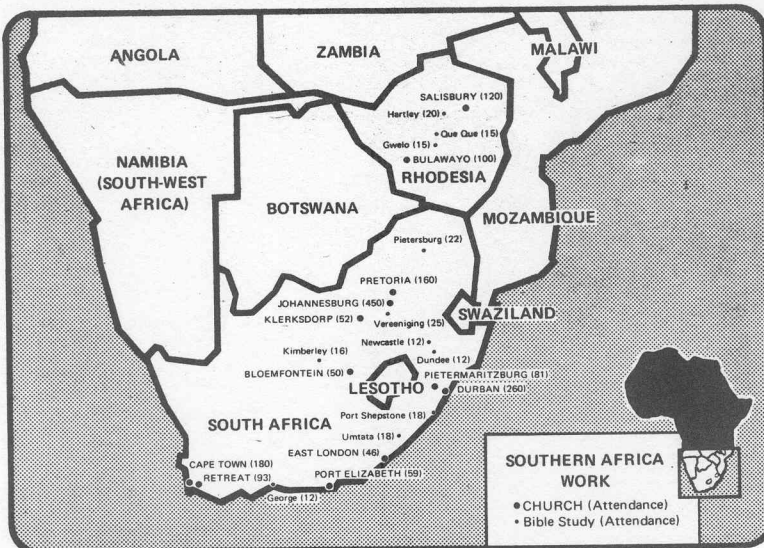 ANGOLA
ZAMBIA
MALAWI
SALISBURY (120)
Hartley (20)
Que Que (15)
Gwelo (15)
BULAWAYO (100)
RHODESIA
NAMIBIA
(SOUTH-WEST
AFRICA)
BOTSWANA
MOZAMBIQUE
Pietersburg (22)
PRETORIA (160)
JOHANNESBURG (450)
KLERKSDORP (52)
SWAZILAND
Vereeniging (25)
Newcastle (12)
Kimberley (16)
Dundee (12)
BLOEMFONTEIN (50)
PIETERMARITZBURG (81)
LESOTHO
DURBAN (260)
Port Shepstone (18)
SOUTH AFRICA
Umtata (18)
EAST LONDON (46)
CAPE TOWN (180)
RETREAT (93)
PORT ELIZABETH (59)
George (12)
SOUTHERN AFRICA
WORK
• CHURCH (Attendance)
• Bible Study (Attendance)